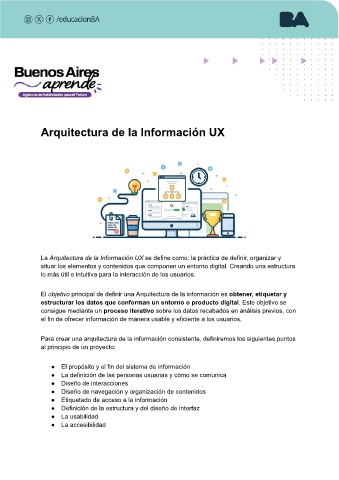 /educacionBA
BA
Buenos Aires
aprende
Agencia de Habilidades para el Futuro
Arquitectura de la Información UX
La Arquitectura de la Información UX se define como: la práctica de definir, organizar y
situar los elementos y contenidos que componen un entorno digital. Creando una estructura
lo más útil e intuitiva para la interacción de los usuarios.
El objetivo principal de definir una Arquitectura de la información es obtener, etiquetar y
estructurar los datos que conforman un entorno o producto digital. Este objetivo se
consigue mediante un proceso iterativo sobre los datos recabados en análisis previos, con
el fin de ofrecer información de manera usable y eficiente a los usuarios.
Para crear una arquitectura de la información consistente, definiremos los siguientes puntos
al principio de un proyecto:
● El propósito y el fin del sistema de información
● La definición de las personas usuarias y cómo se comunica
● Diseño de interacciones
● Diseño de navegación y organización de contenidos
● Etiquetado de acceso a la información
● Definición de la estructura y del diseño de interfaz
● La usabilidad
● La accesibilidad